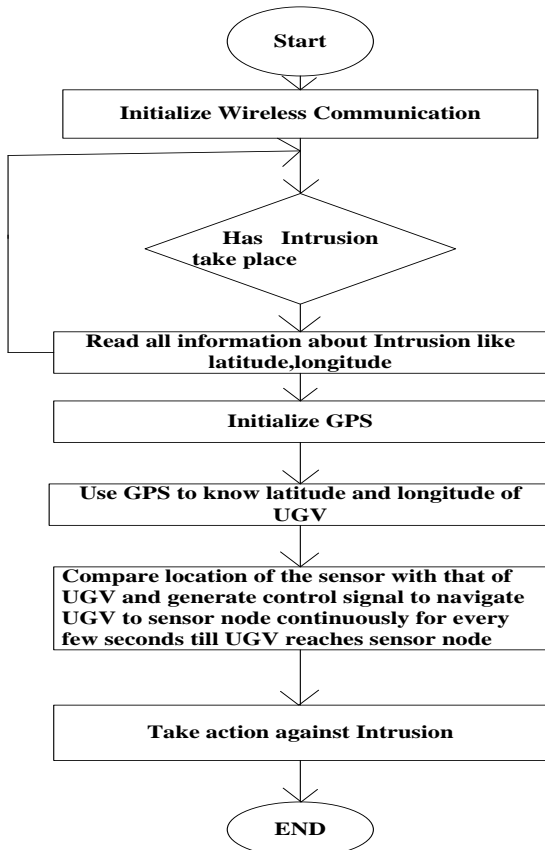 Start
Initialize Wireless Communication
Has Intrusion
take place
Read all information about Intrusion like
latitude,longitude
Initialize GPS
Use GPS to know latitude and longitude of
UGV
Compare location of the sensor with that of
UGV and generate control signal to navigate
UGV to sensor node continuously for every
few seconds till UGV reaches sensor node
Take action against Intrusion
END